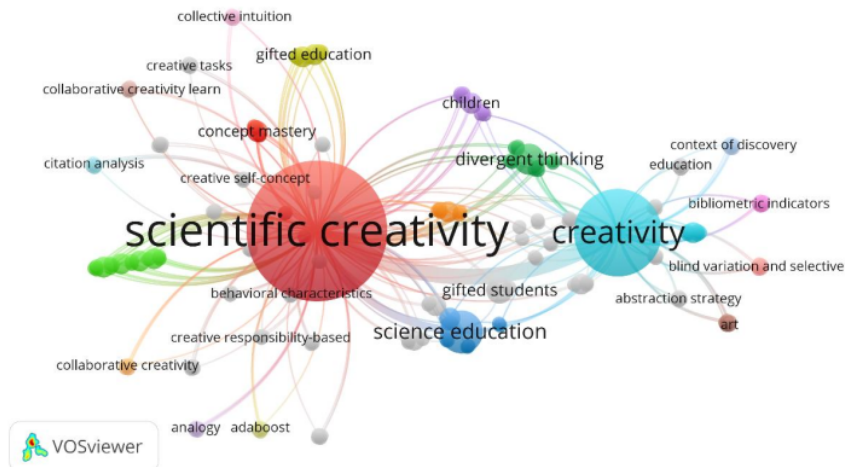 collective intuition
gifted education
creative tasks
collaborative creativity learn
children
concept mastery
context of discovery
divergent thinking
education
citation analysis
creative self-concept
bibliometric indicators
scientific creativity
creativity
blind variation and selective
gifted students
behavioral characteristics
abstraction strategy
art
science education
creative responsibility-based
collaborative creativity
analogy
adaboost
VOSviewer